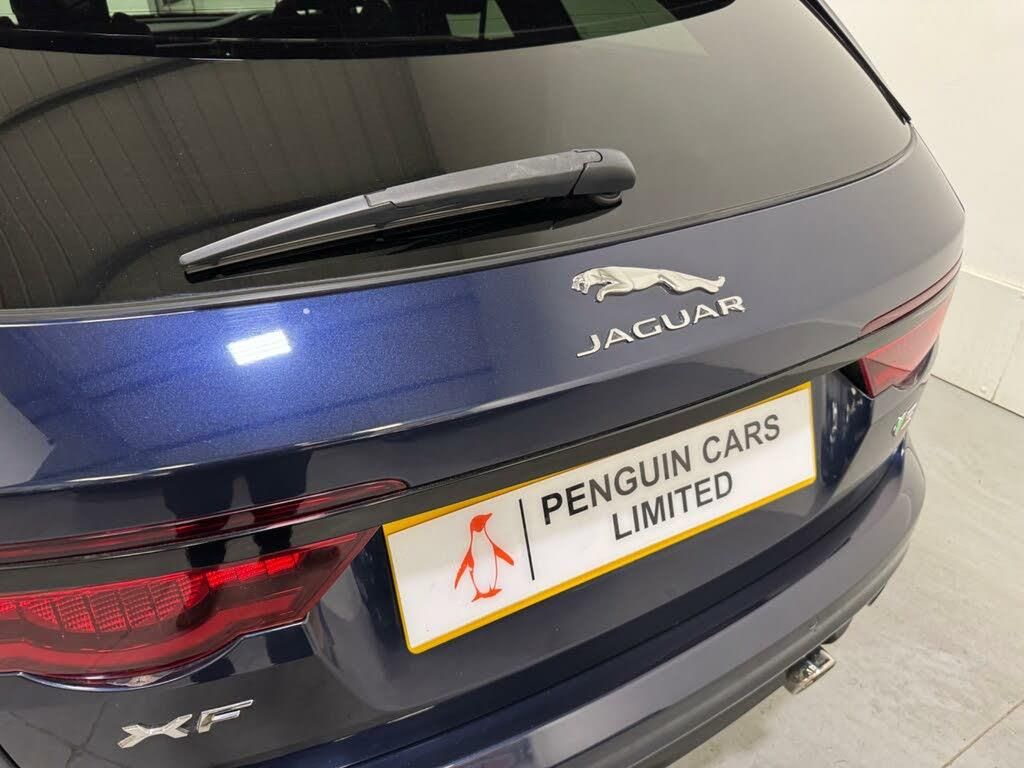 JAGUAR
PENGUIN CARS
LIMITED
XF